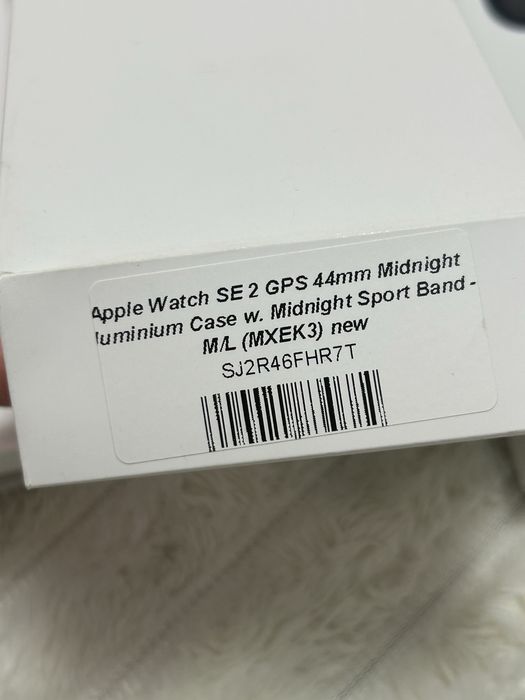 Apple Watch SE 2 GPS 44mm Midnight
luminium Case w. Midnight Sport Band -
M/L (MXEK3) new
SJ2R46FHR7T